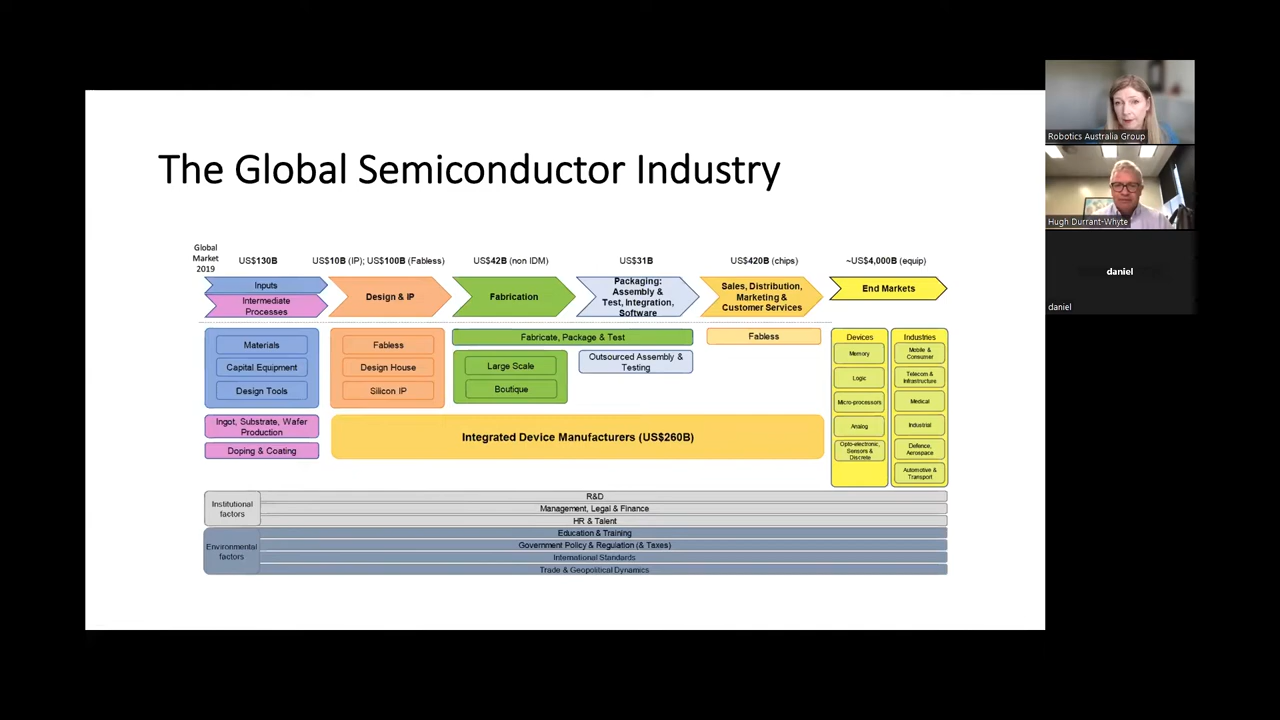 The Global Semiconductor Industry
Global
Market
2019
US$130B
US$10B (IP); US$100B (Fabless)
US$42B (non IDM)
US$31B
US$420B (chips)
~US$4,000B (equip)
Inputs
Intermediate
Processes
Design & IP
Fabrication
Packaging:
Assembly &
Test, Integration,
Software
Sales, Distribution,
Marketing &
Customer Services
End Markets
Materials
Capital Equipment
Design Tools
Fabless
Design House
Silicon IP
Fabricate, Package & Test
Large Scale
Boutique
Outsourced Assembly &
Testing
Fabless
Devices
Memory
Logic
Micro-processors
Analog
Opto-electronic,
Sensors &
Discrete
Industries
Mobile &
Consumer
Telecom &
Infrastructure
Medical
Industrial
Defence,
Aerospace
Automotive &
Transport
Ingot, Substrate, Wafer
Production
Doping & Coating
Integrated Device Manufacturers (US$260B)
Institutional
factors
R&D
Management, Legal & Finance
HR & Talent
Environmental
factors
Education & Training
Government Policy & Regulation (& Taxes)
International Standards
Trade & Geopolitical Dynamics
Robotics Australia Group
Hugh Durrant-Whyte
daniel
daniel